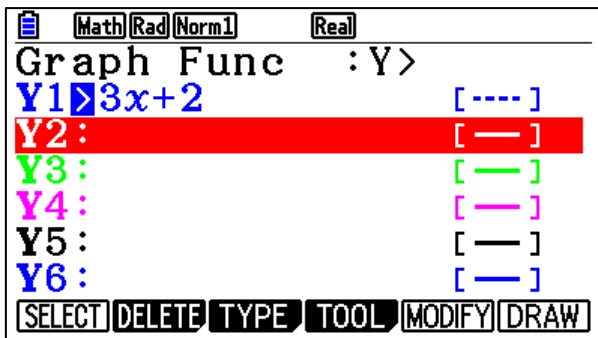 Math Rad Norm1 Real
Graph Func :Y>
Y1>3x+2 [----]
Y2: [—]
Y3: [—]
Y4: [—]
Y5: [—]
Y6: [—]
SELECT DELETE TYPE TOOL MODIFY DRAW